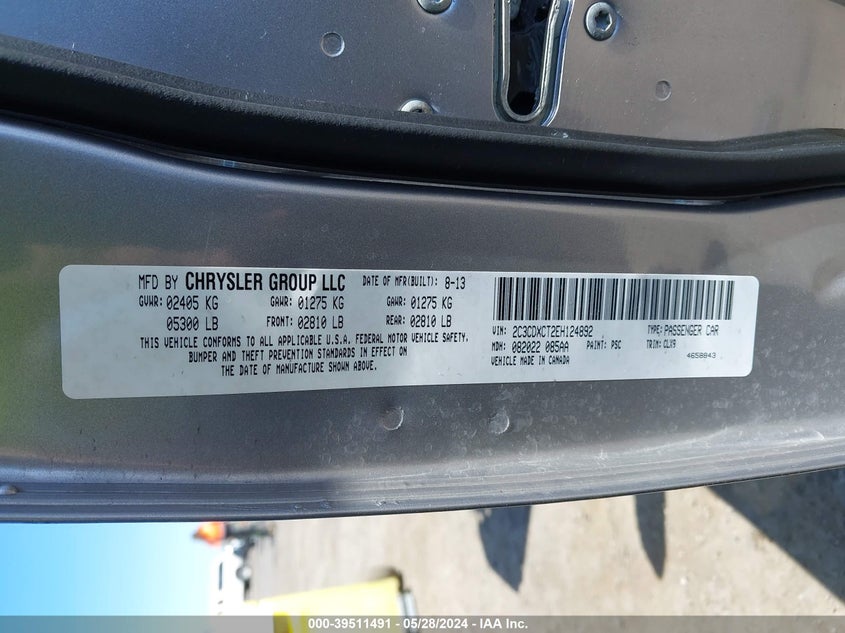 MFD BY CHRYSLER GROUP LLC DATE OF MFR(BUILT): 8-13
GVWR: 02405 KG GAWR: 01275 KG GAWR: 01275 KG
05300 LB FRONT: 02810 LB REAR: 02810 LB
THIS VEHICLE CONFORMS TO ALL APPLICABLE U.S.A. FEDERAL MOTOR VEHICLE SAFETY,
BUMPER AND THEFT PREVENTION STANDARDS IN EFFECT ON
THE DATE OF MANUFACTURE SHOWN ABOVE.
VIN: 2C3CDXCT2EH124892 TYPE: PASSENGER CAR
MDH: 082022 085AA PAINT: PSC TRIM: CLX9
VEHICLE MADE IN CANADA 4658843
000-39511491 - 05/28/2024 - IAA Inc.